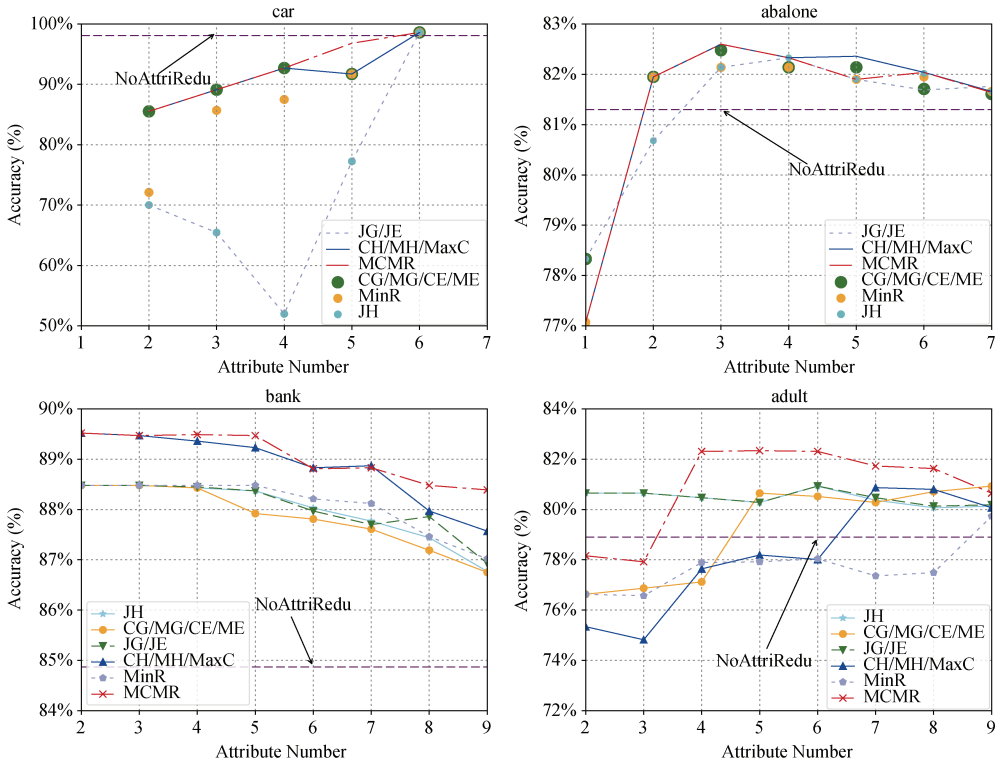 car
100%
90%
80%
70%
60%
50%
Accuracy (%)
NoAttriRedu
JG/JE
CH/MH/MaxC
MCMR
CG/MG/CE/ME
MinR
JH
1 2 3 4 5 6 7
Attribute Number
abalone
83%
82%
81%
80%
79%
78%
77%
Accuracy (%)
NoAttriRedu
JG/JE
CH/MH/MaxC
MCMR
CG/MG/CE/ME
MinR
JH
1 2 3 4 5 6 7
Attribute Number
bank
90%
89%
88%
87%
86%
85%
84%
Accuracy (%)
NoAttriRedu
JH
CG/MG/CE/ME
JG/JE
CH/MH/MaxC
MinR
MCMR
2 3 4 5 6 7 8 9
Attribute Number
adult
84%
82%
80%
78%
76%
74%
72%
Accuracy (%)
NoAttriRedu
JH
CG/MG/CE/ME
JG/JE
CH/MH/MaxC
MinR
MCMR
2 3 4 5 6 7 8 9
Attribute Number